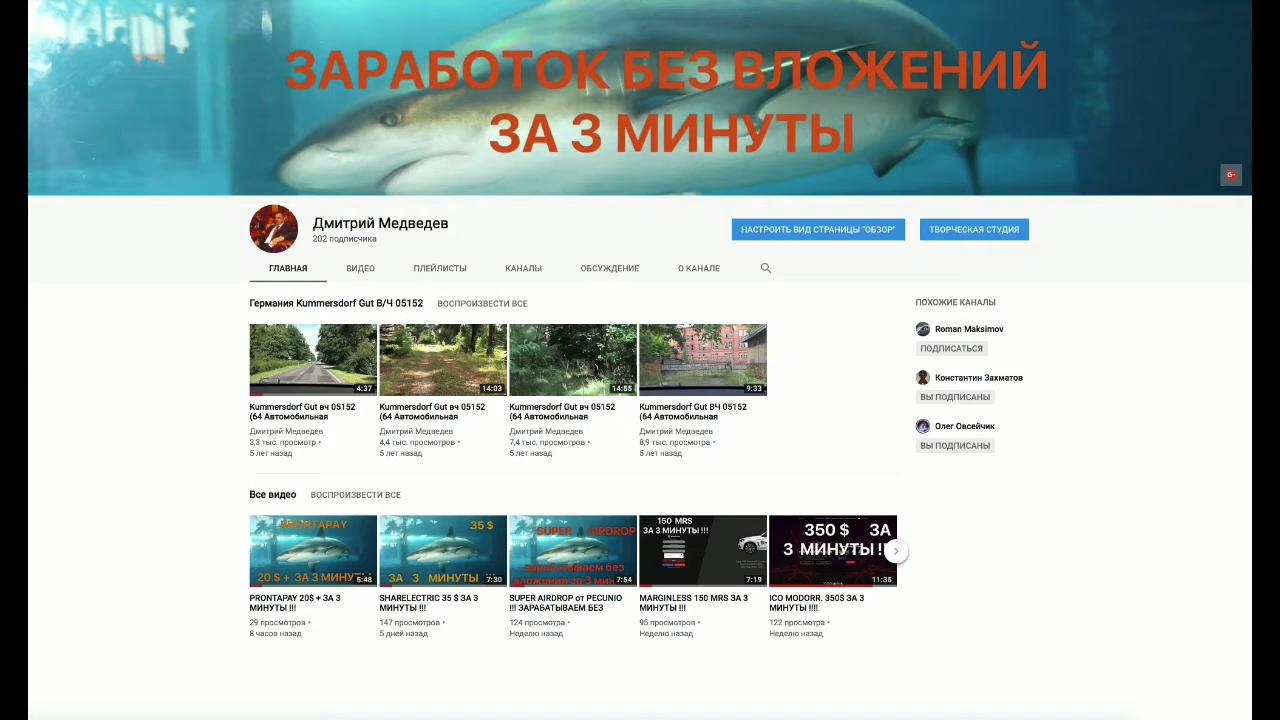 ЗАРАБОТОК БЕЗ ВЛОЖЕНИЙ
ЗА 3 МИНУТЫ
G+
Дмитрий Медведев
202 подписчика
НАСТРОИТЬ ВИД СТРАНИЦЫ "ОБЗОР"
ТВОРЧЕСКАЯ СТУДИЯ
ГЛАВНАЯ ВИДЕО ПЛЕЙЛИСТЫ КАНАЛЫ ОБСУЖДЕНИЕ О КАНАЛЕ
Германия Kummersdorf Gut В/Ч 05152 ВОСПРОИЗВЕСТИ ВСЕ
4:37
Kummersdorf Gut вч 05152
(64 Автомобильная
Дмитрий Медведев
3,3 тыс. просмотр •
5 лет назад
14:03
Kummersdorf Gut вч 05152
(64 Автомобильная
Дмитрий Медведев
4,4 тыс. просмотров •
5 лет назад
14:55
Kummersdorf Gut вч 05152
(64 Автомобильная
Дмитрий Медведев
7,4 тыс. просмотров •
5 лет назад
9:33
Kummersdorf Gut ВЧ 05152
(64 Автомобильная
Дмитрий Медведев
8,9 тыс. просмотра •
5 лет назад
ПОХОЖИЕ КАНАЛЫ
Roman Maksimov
ПОДПИСАТЬСЯ
Константин Захматов
ВЫ ПОДПИСАНЫ
Олег Овсейчик
ВЫ ПОДПИСАНЫ
Все видео ВОСПРОИЗВЕСТИ ВСЕ
PRONTAPAY
20 $ + ЗА 3 МИНУТЫ
5:48
PRONTAPAY 20$ + ЗА 3
МИНУТЫ !!!
29 просмотров •
8 часов назад
35 $
ЗА 3 МИНУТЫ
7:30
SHARELECTRIC 35 $ ЗА 3
МИНУТЫ !!!
147 просмотров •
5 дней назад
SUPER AIRDROP
зарабатываем без
вложений за 3 мин
7:54
SUPER AIRDROP от PECUNIO
!!! ЗАРАБАТЫВАЕМ БЕЗ
124 просмотра •
Неделю назад
150 MRS
ЗА 3 МИНУТЫ !!!
7:19
MARGINLESS 150 MRS ЗА 3
МИНУТЫ !!!
95 просмотров •
Неделю назад
350 $ ЗА
3 МИНУТЫ !!
11:35
ICO MODORR. 350$ ЗА 3
МИНУТЫ !!!!
122 просмотра •
Неделю назад